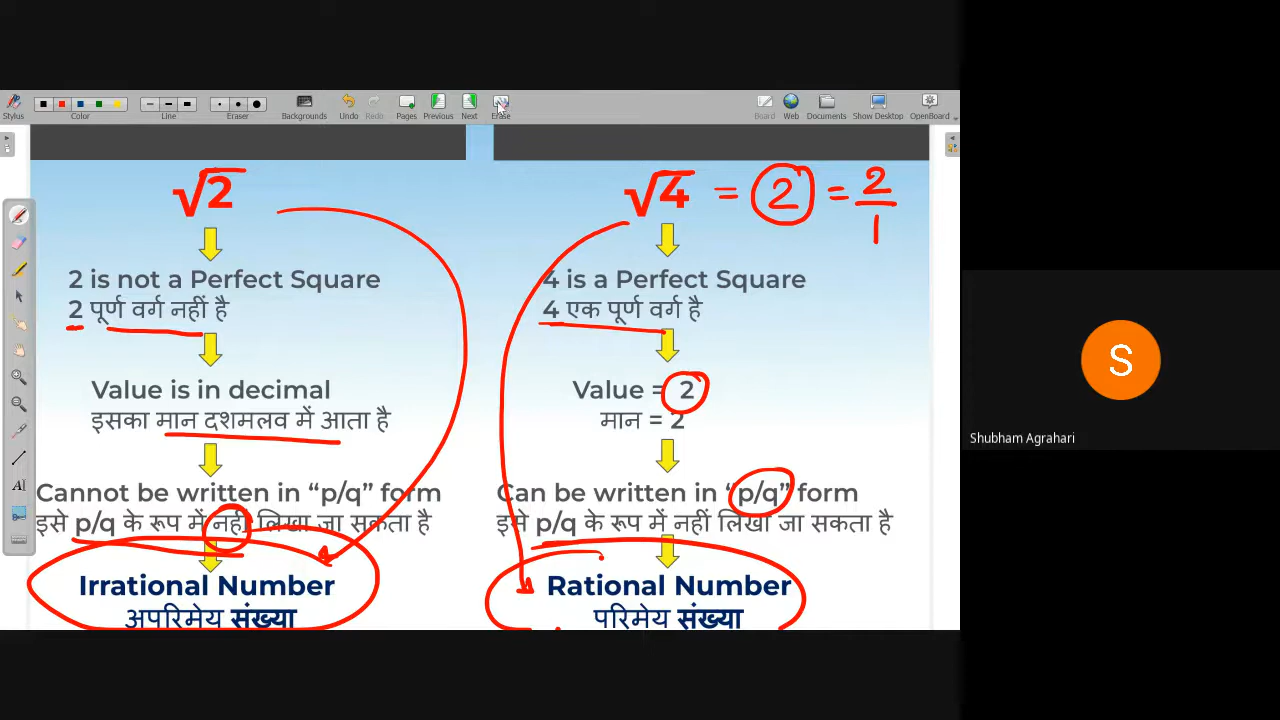 Stylus
Color
Line
Eraser
Backgrounds
Undo
Redo
Pages
Previous
Next
Erase
Board
Web
Documents
Show Desktop
OpenBoard
√2
2 is not a Perfect Square
2 पूर्ण वर्ग नहीं है
Value is in decimal
इसका मान दशमलव में आता है
Cannot be written in “p/q” form
इसे p/q के रूप में नहीं लिखा जा सकता है
Irrational Number
अपरिमेय संख्या
√4 = 2 = 2/1
4 is a Perfect Square
4 एक पूर्ण वर्ग है
Value = 2
मान = 2
Can be written in “p/q” form
इसे p/q के रूप में नहीं लिखा जा सकता है
Rational Number
परिमेय संख्या
S
Shubham Agrahari